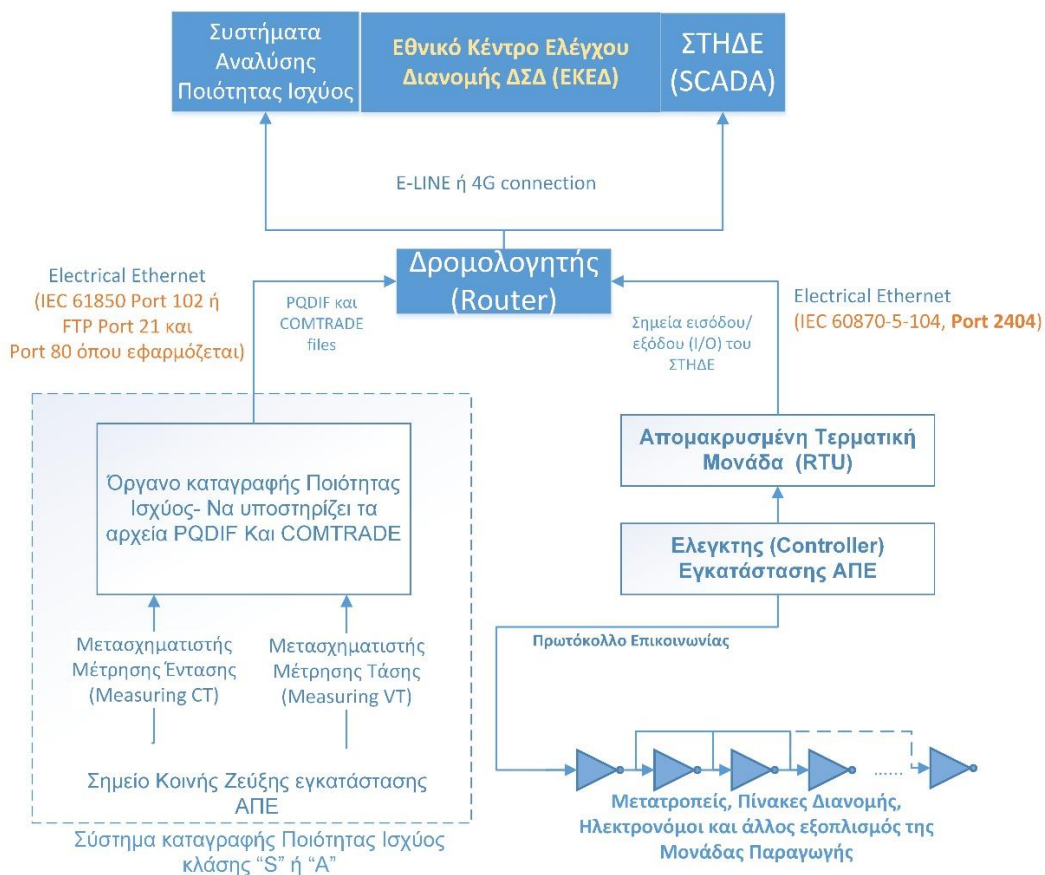 Συστήματα
Αναλύσης
Ποιότητας Ισχύος
Εθνικό Κέντρο Ελέγχου
Διανομής ΔΣΔ (ΕΚΕΔ)
ΣΤΗΔΕ
(SCADA)
E-LINE ή 4G connection
Δρομολογητής
(Router)
Electrical Ethernet
(IEC 61850 Port 102 ή
FTP Port 21 και
Port 80 όπου εφαρμόζεται)
PQDIF και
COMTRADE
files
Σημεία εισόδου/
εξόδου (I/O) του
ΣΤΗΔΕ
Electrical Ethernet
(IEC 60870-5-104, Port 2404)
Όργανο καταγραφής Ποιότητας
Ισχύος- Να υποστηρίζει τα
αρχεία PQDIF Και COMTRADE
Μετασχηματιστής
Μέτρησης Έντασης
(Measuring CT)
Μετασχηματιστής
Μέτρησης Τάσης
(Measuring VT)
Σημείο Κοινής Ζεύξης εγκατάστασης
ΑΠΕ
Σύστημα καταγραφής Ποιότητας Ισχύος
κλάσης “S” ή “A”
Απομακρυσμένη Τερματική
Μονάδα (RTU)
Ελεγκτης (Controller)
Εγκατάστασης ΑΠΕ
Πρωτόκολλο Επικοινωνίας
......
Μετατροπείς, Πίνακες Διανομής,
Ηλεκτρονόμοι και άλλος εξοπλισμός της
Μονάδας Παραγωγής